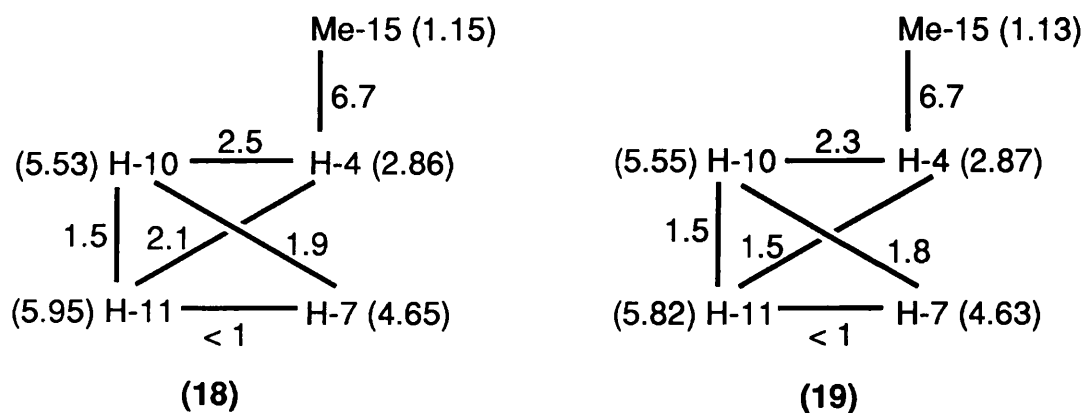 Me-15 (1.15) Me-15 (1.13)
6.7 6.7
2.5 2.3
(5.53) H-10 H-4 (2.86) (5.55) H-10 H-4 (2.87)
1.5 2.1 1.9 1.5 1.5 1.8
(5.95) H-11 H-7 (4.65) (5.82) H-11 H-7 (4.63)
< 1 < 1
(18) (19)